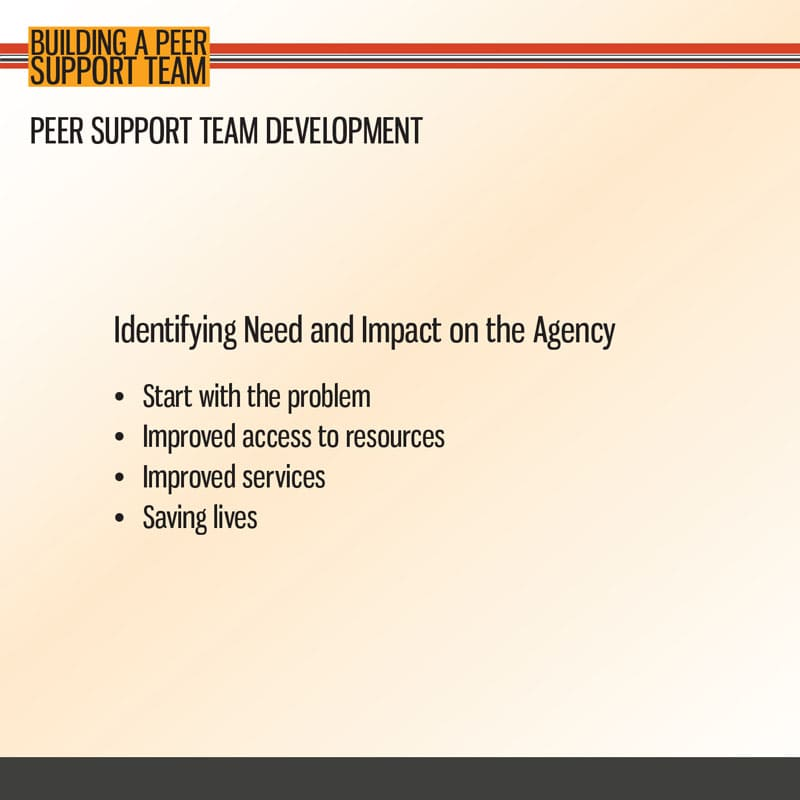 BUILDING A PEER
SUPPORT TEAM
PEER SUPPORT TEAM DEVELOPMENT
Identifying Need and Impact on the Agency
• Start with the problem
• Improved access to resources
• Improved services
• Saving lives